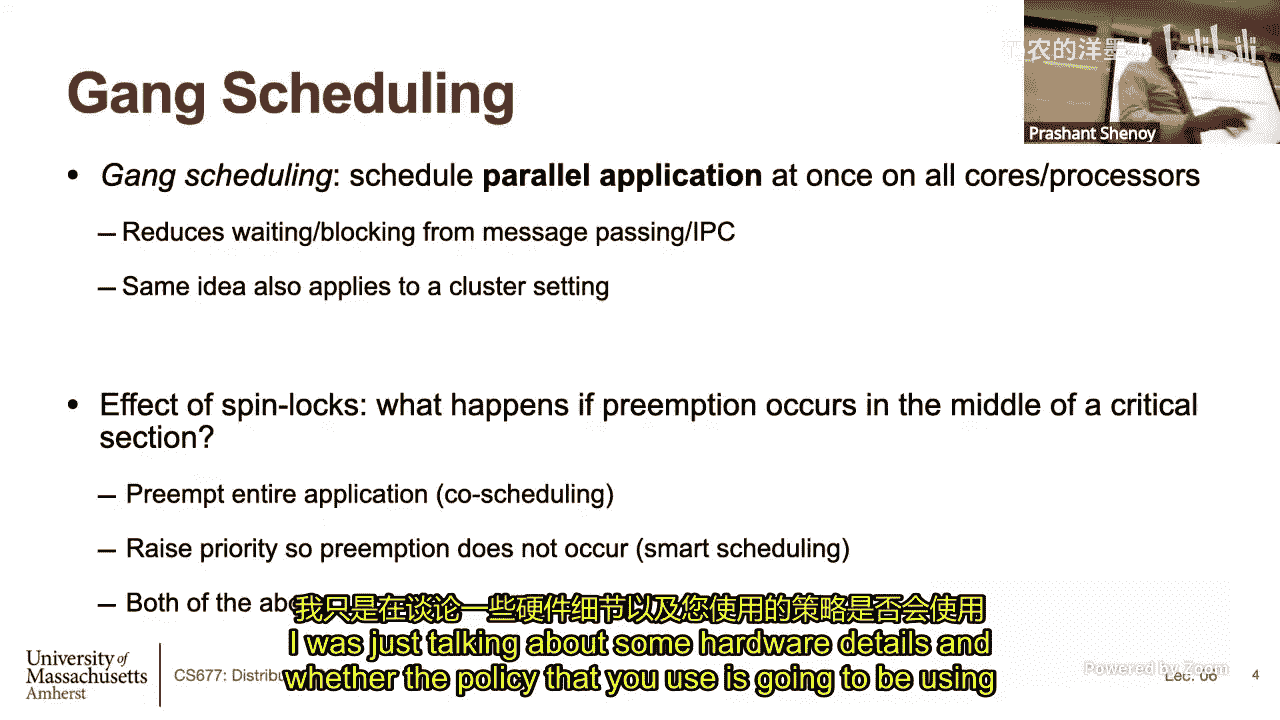 农的洋墨水 bilibili
Prashant Shenoy
Gang Scheduling
• Gang scheduling: schedule parallel application at once on all cores/processors
– Reduces waiting/blocking from message passing/IPC
– Same idea also applies to a cluster setting
• Effect of spin-locks: what happens if preemption occurs in the middle of a critical
section?
– Preempt entire application (co-scheduling)
– Raise priority so preemption does not occur (smart scheduling)
– Both of the
我只是在谈论一些硬件细节以及您使用的策略是否会使用
I was just talking about some hardware details and
whether the policy that you use is going to be using
University of
Massachusetts
Amherst
CS677:
Powered by Zoom
Lec. 06
4